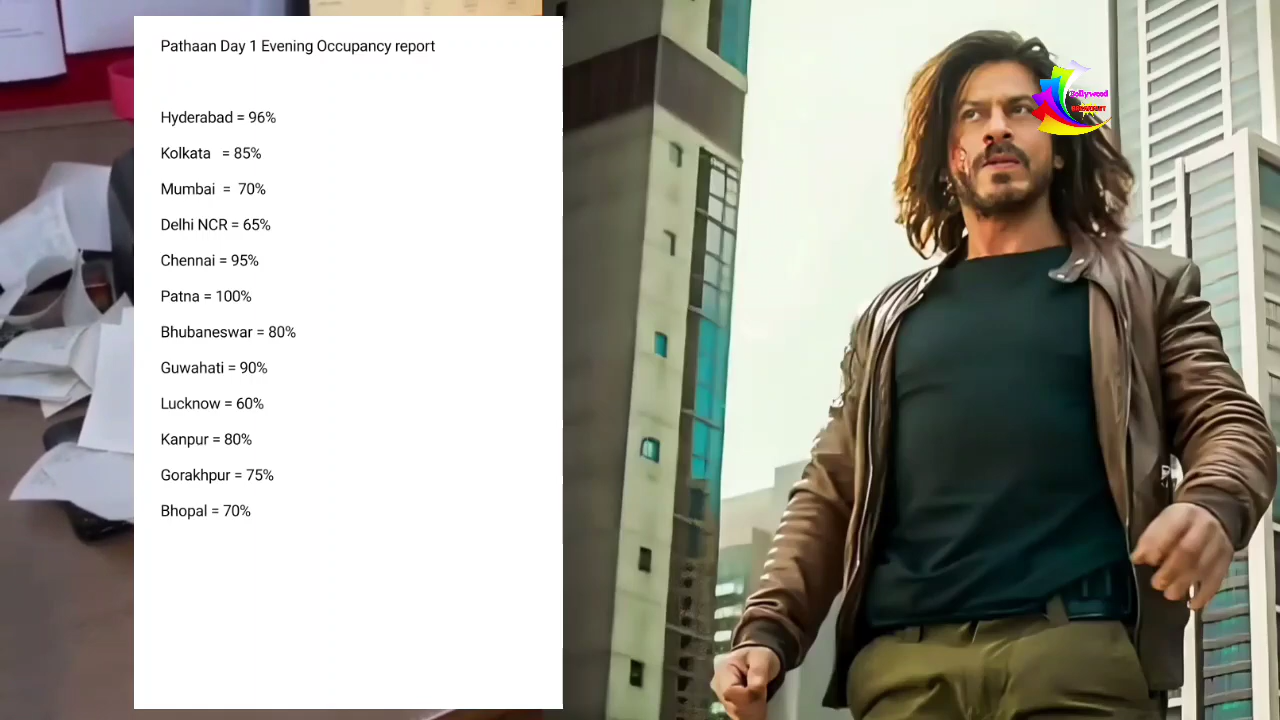 Pathaan Day 1 Evening Occupancy report
Hyderabad = 96%
Kolkata = 85%
Mumbai = 70%
Delhi NCR = 65%
Chennai = 95%
Patna = 100%
Bhubaneswar = 80%
Guwahati = 90%
Lucknow = 60%
Kanpur = 80%
Gorakhpur = 75%
Bhopal = 70%